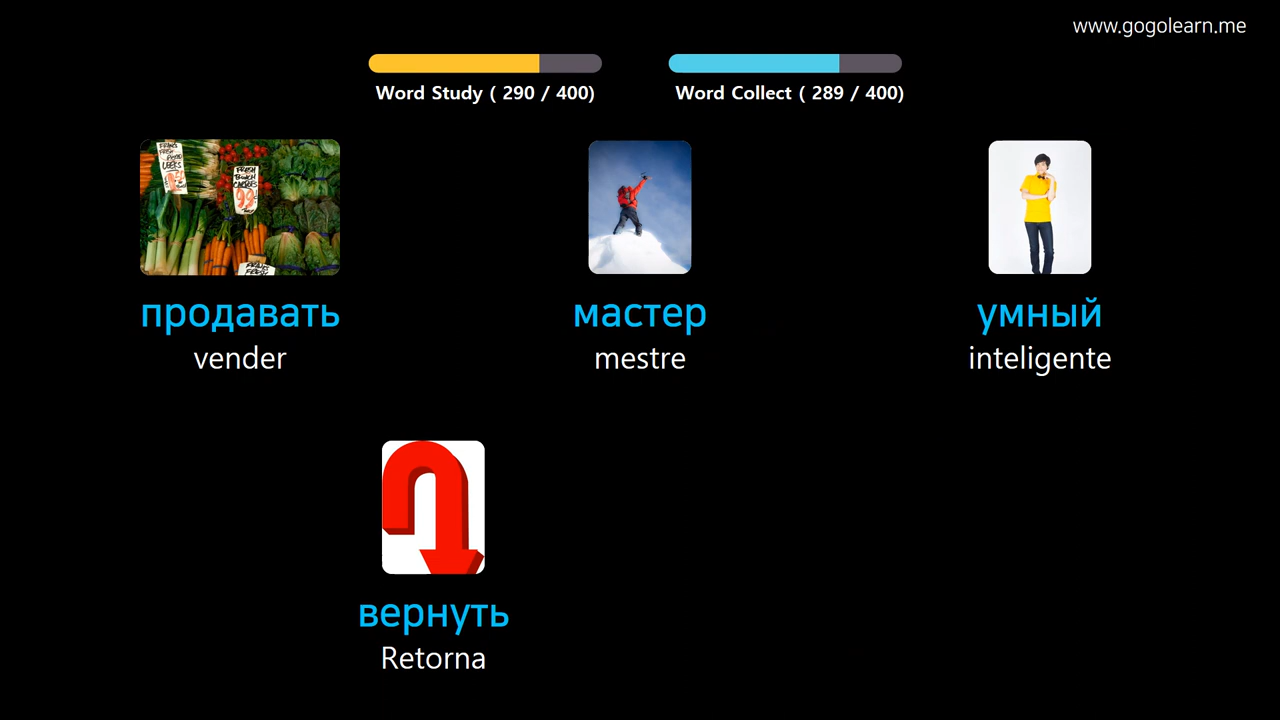 www.gogolearn.me
Word Study ( 290 / 400)
Word Collect ( 289 / 400)
продавать
vender
мастер
mestre
умный
inteligente
вернуть
Retorna